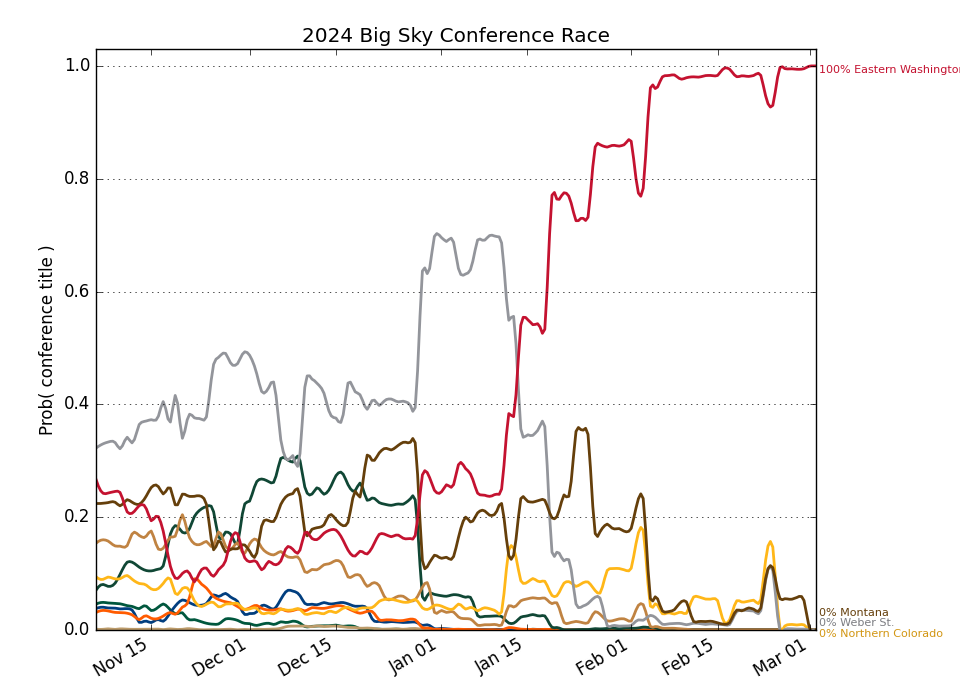 2024 Big Sky Conference Race
Prob( conference title )
1.0
0.8
0.6
0.4
0.2
0.0
Nov 15
Dec 01
Dec 15
Jan 01
Jan 15
Feb 01
Feb 15
Mar 01
100% Eastern Washington
0% Montana
0% Weber St.
0% Northern Colorado